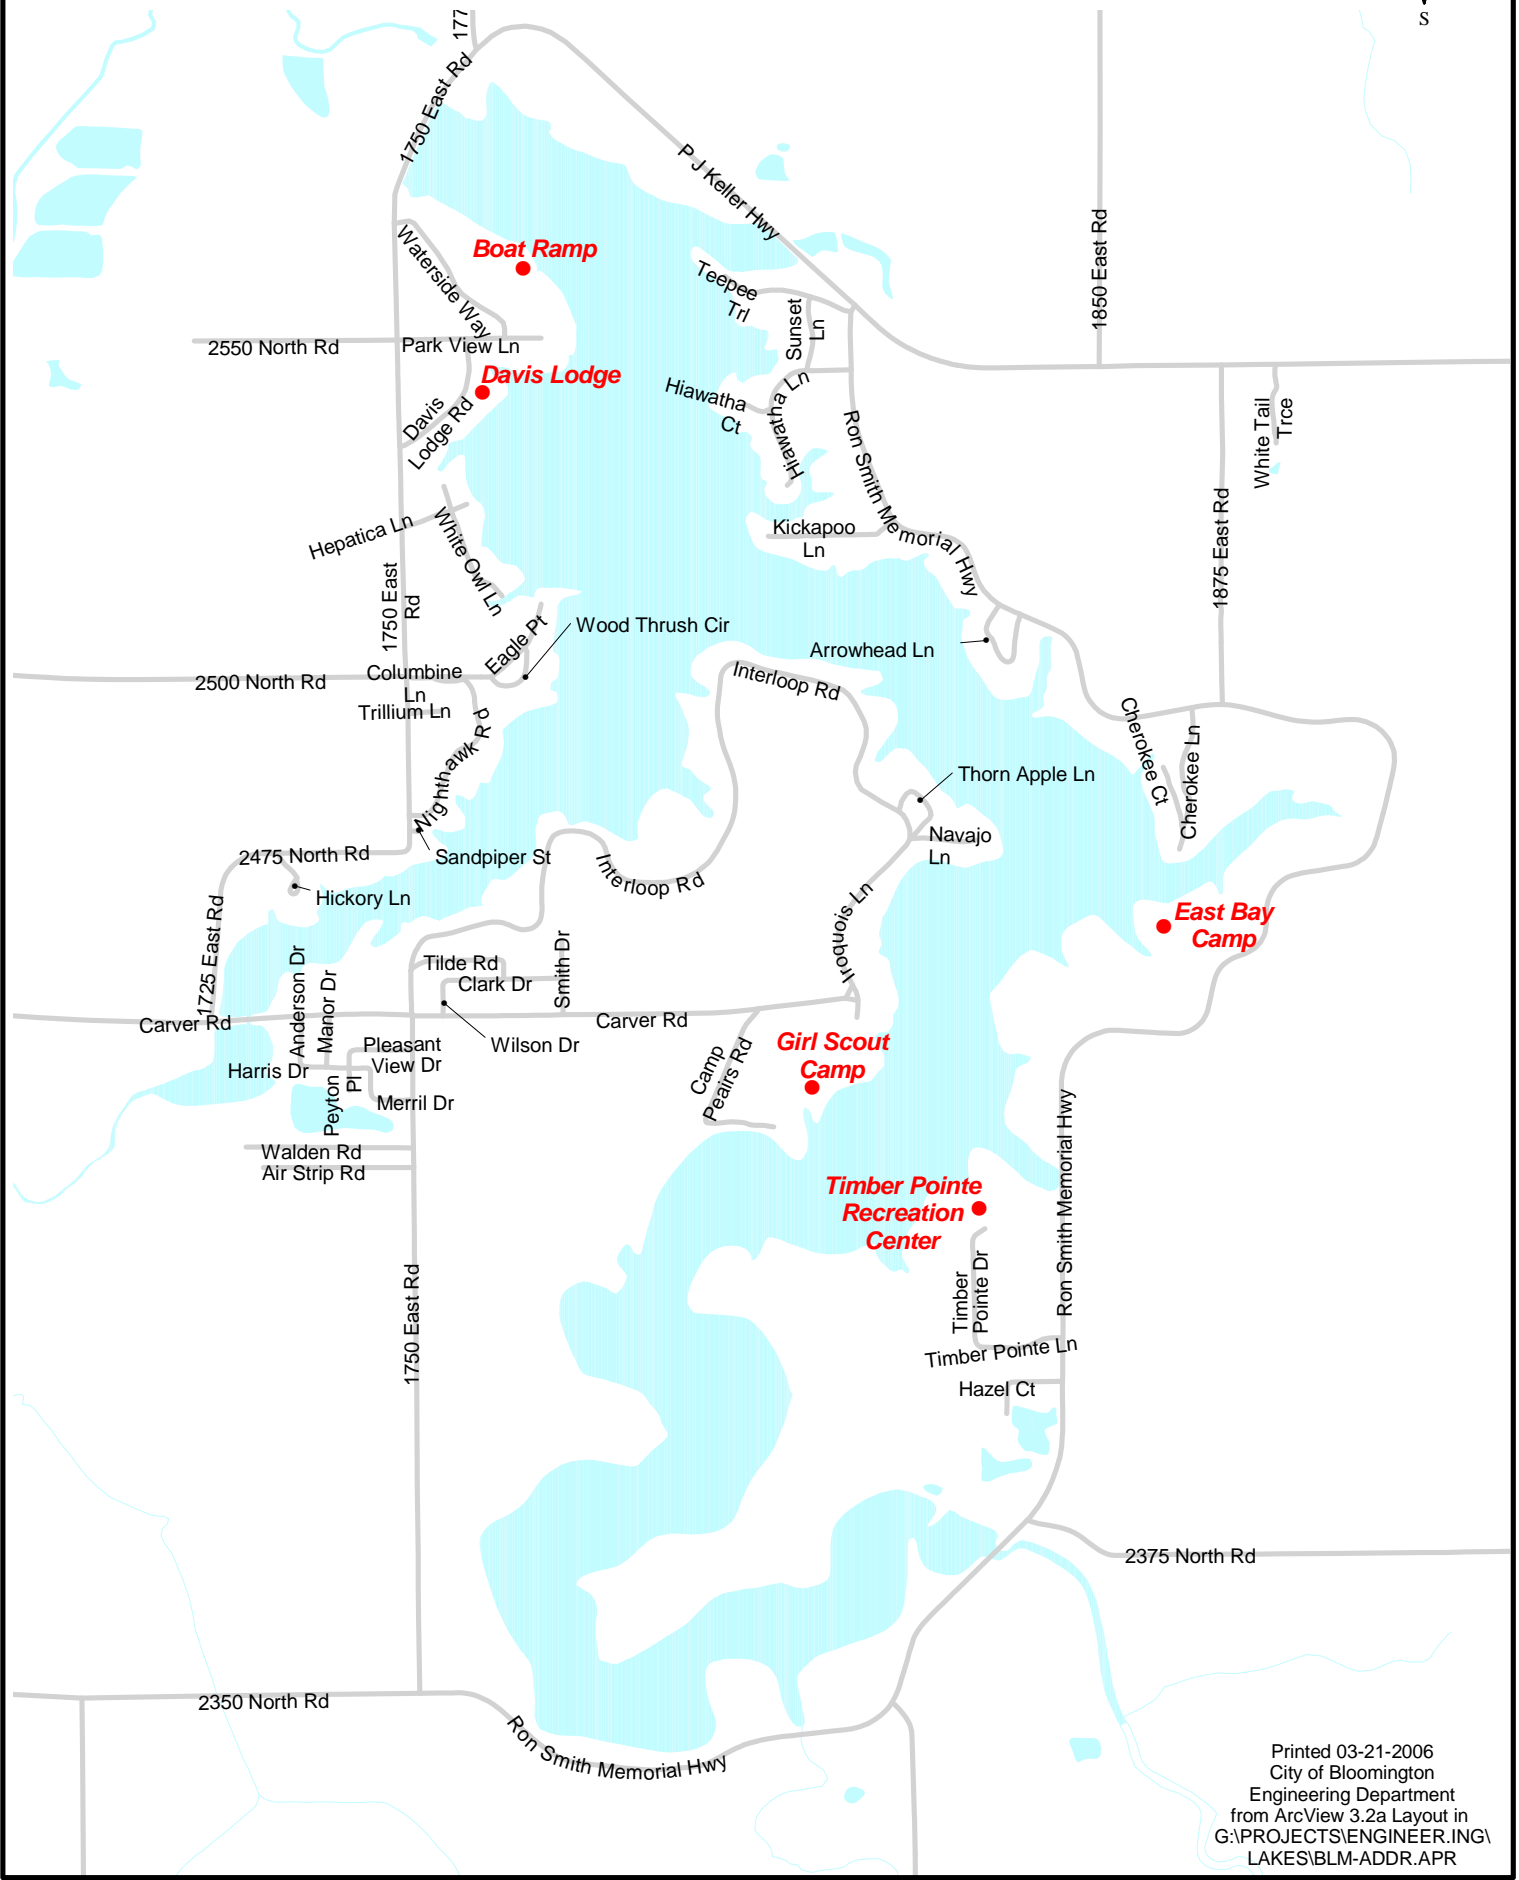 S
177
1750 East Rd
P J Keller Hwy
1850 East Rd
Boat Ramp
Waterside Way
Teepee
Trl
Sunset
Ln
2550 North Rd
Park View Ln
Davis Lodge
Davis
Lodge Rd
Hiawatha
Ct
Hiawatha Ln
Ron Smith Memorial Hwy
White Tail
Trce
1875 East Rd
Hepatica Ln
White Owl Ln
Kickapoo
Ln
1750 East
Rd
Eagle Pt
Wood Thrush Cir
Arrowhead Ln
2500 North Rd
Columbine
Ln
Trillium Ln
Interloop Rd
Nighthawk Rd
Cherokee Ct
Cherokee Ln
Thorn Apple Ln
Navajo
Ln
2475 North Rd
Sandpiper St
Interloop Rd
Hickory Ln
Iroquois Ln
East Bay
Camp
1725 East Rd
Anderson Dr
Manor Dr
Tilde Rd
Clark Dr
Smith Dr
Carver Rd
Carver Rd
Wilson Dr
Pleasant
View Dr
Harris Dr
Peyton
Pl
Merril Dr
Camp
Peairs Rd
Girl Scout
Camp
Walden Rd
Air Strip Rd
Ron Smith Memorial Hwy
Timber Pointe
Recreation
Center
1750 East Rd
Timber
Pointe Dr
Timber Pointe Ln
Hazel Ct
2375 North Rd
2350 North Rd
Ron Smith Memorial Hwy
Printed 03-21-2006
City of Bloomington
Engineering Department
from ArcView 3.2a Layout in
G:\PROJECTS\ENGINEER.ING\
LAKES\BLM-ADDR.APR